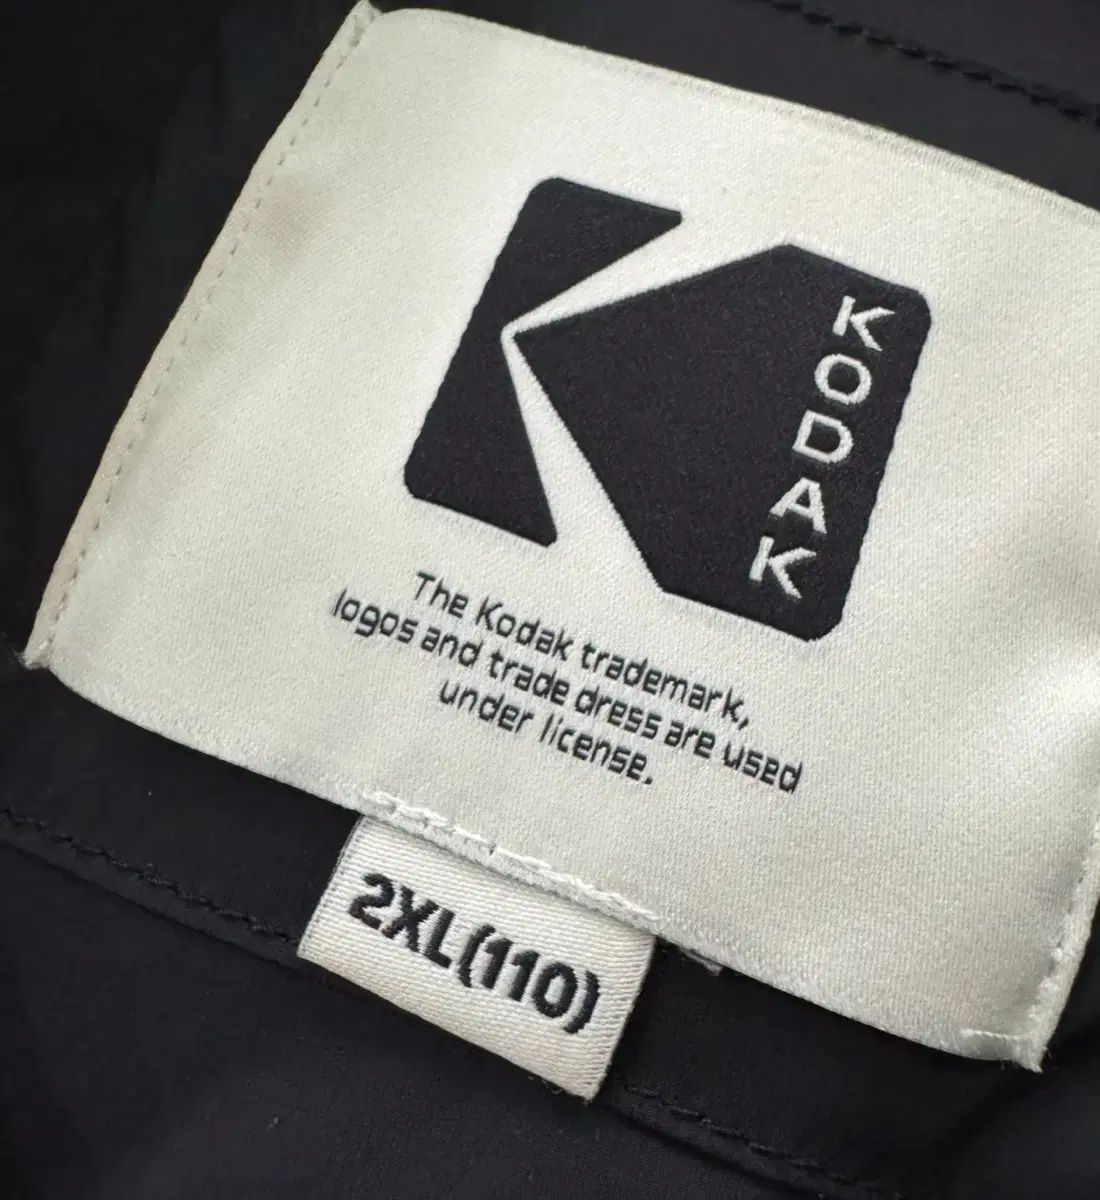 KODAK
The Kodak trademark,
logos and trade dress are used
under license.
2XL(110)